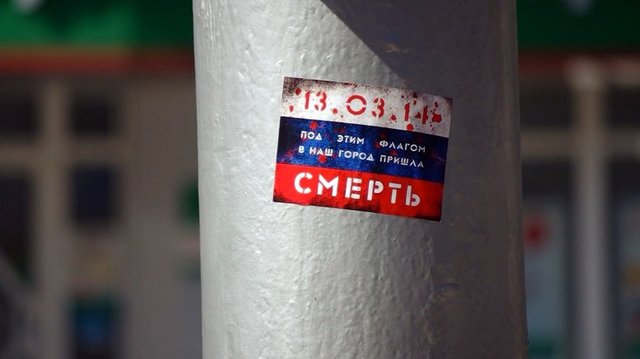 13.03.14
ПОД ЭТИМ ФЛАГОМ
В НАШ ГОРОД ПРИШЛА
СМЕРТЬ